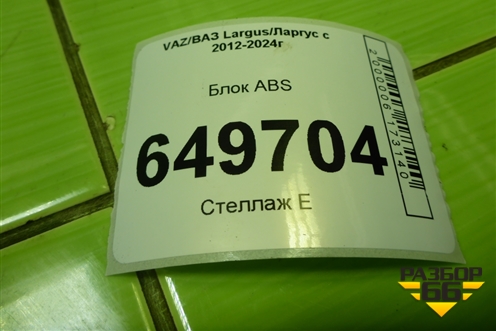 VAZ/ВАЗ Largus/Ларгус с
2012-2024г
Блок ABS
649704
Стеллаж E
2000006173140
РАЗБОР
66